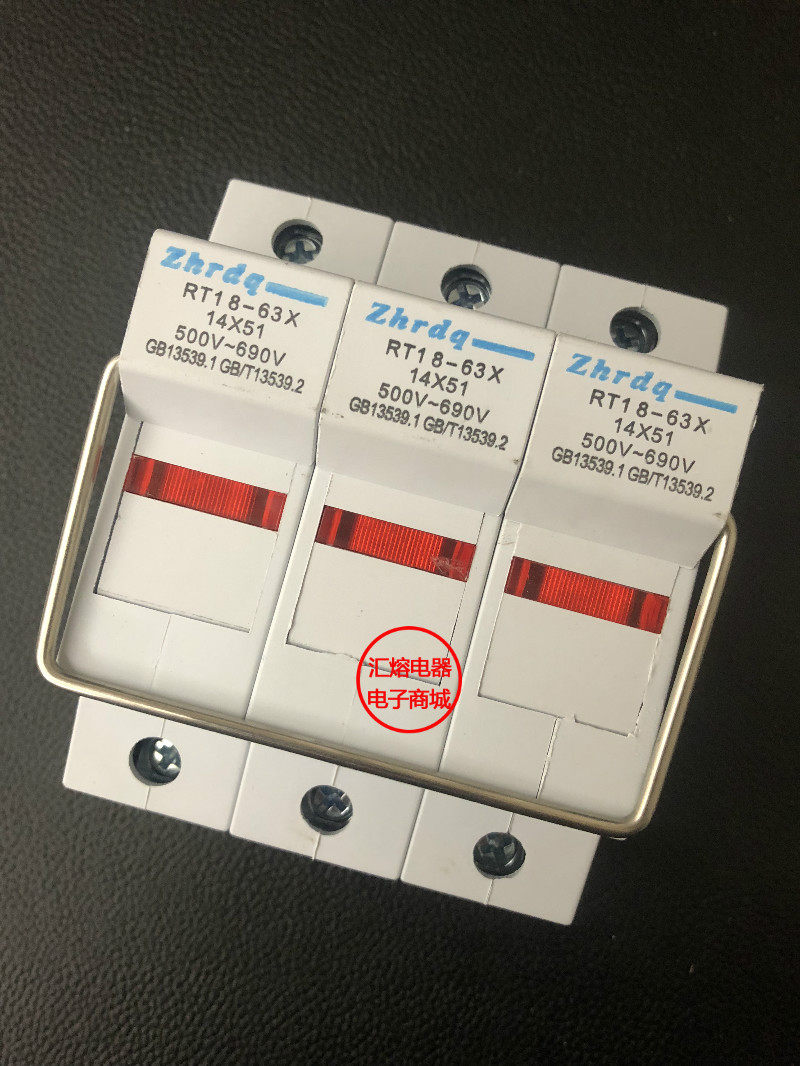 Zhrdq
RT18-63X
14X51
500V~690V
GB13539.1 GB/T13539.2
Zhrdq
RT18-63X
14X51
500V~690V
GB13539.1 GB/T13539.2
Zhrdq
RT18-63X
14X51
500V~690V
GB13539.1 GB/T13539.2
汇熔电器
电子商城